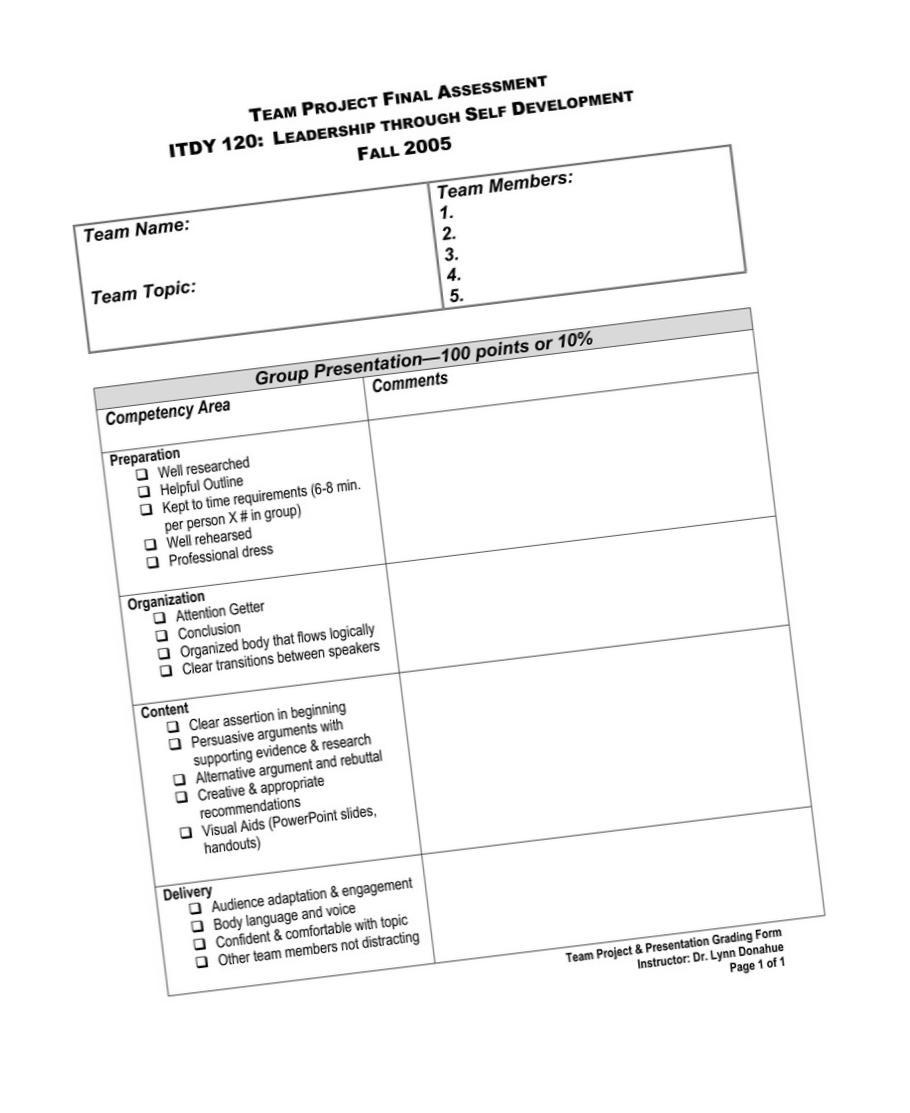 TEAM PROJECT FINAL ASSESSMENT
ITDY 120: LEADERSHIP THROUGH SELF DEVELOPMENT
FALL 2005
Team Name:
Team Topic:
Team Members:
1.
2.
3.
4.
5.
Group Presentation—100 points or 10%
Competency Area
Comments
Preparation
❑ Well researched
❑ Helpful Outline
❑ Kept to time requirements (6-8 min.
per person X # in group)
❑ Well rehearsed
❑ Professional dress
Organization
❑ Attention Getter
❑ Conclusion
❑ Organized body that flows logically
❑ Clear transitions between speakers
Content
❑ Clear assertion in beginning
❑ Persuasive arguments with
supporting evidence & research
❑ Alternative argument and rebuttal
❑ Creative & appropriate
recommendations
❑ Visual Aids (PowerPoint slides,
handouts)
Delivery
❑ Audience adaptation & engagement
❑ Body language and voice
❑ Confident & comfortable with topic
❑ Other team members not distracting
Team Project & Presentation Grading Form
Instructor: Dr. Lynn Donahue
Page 1 of 1